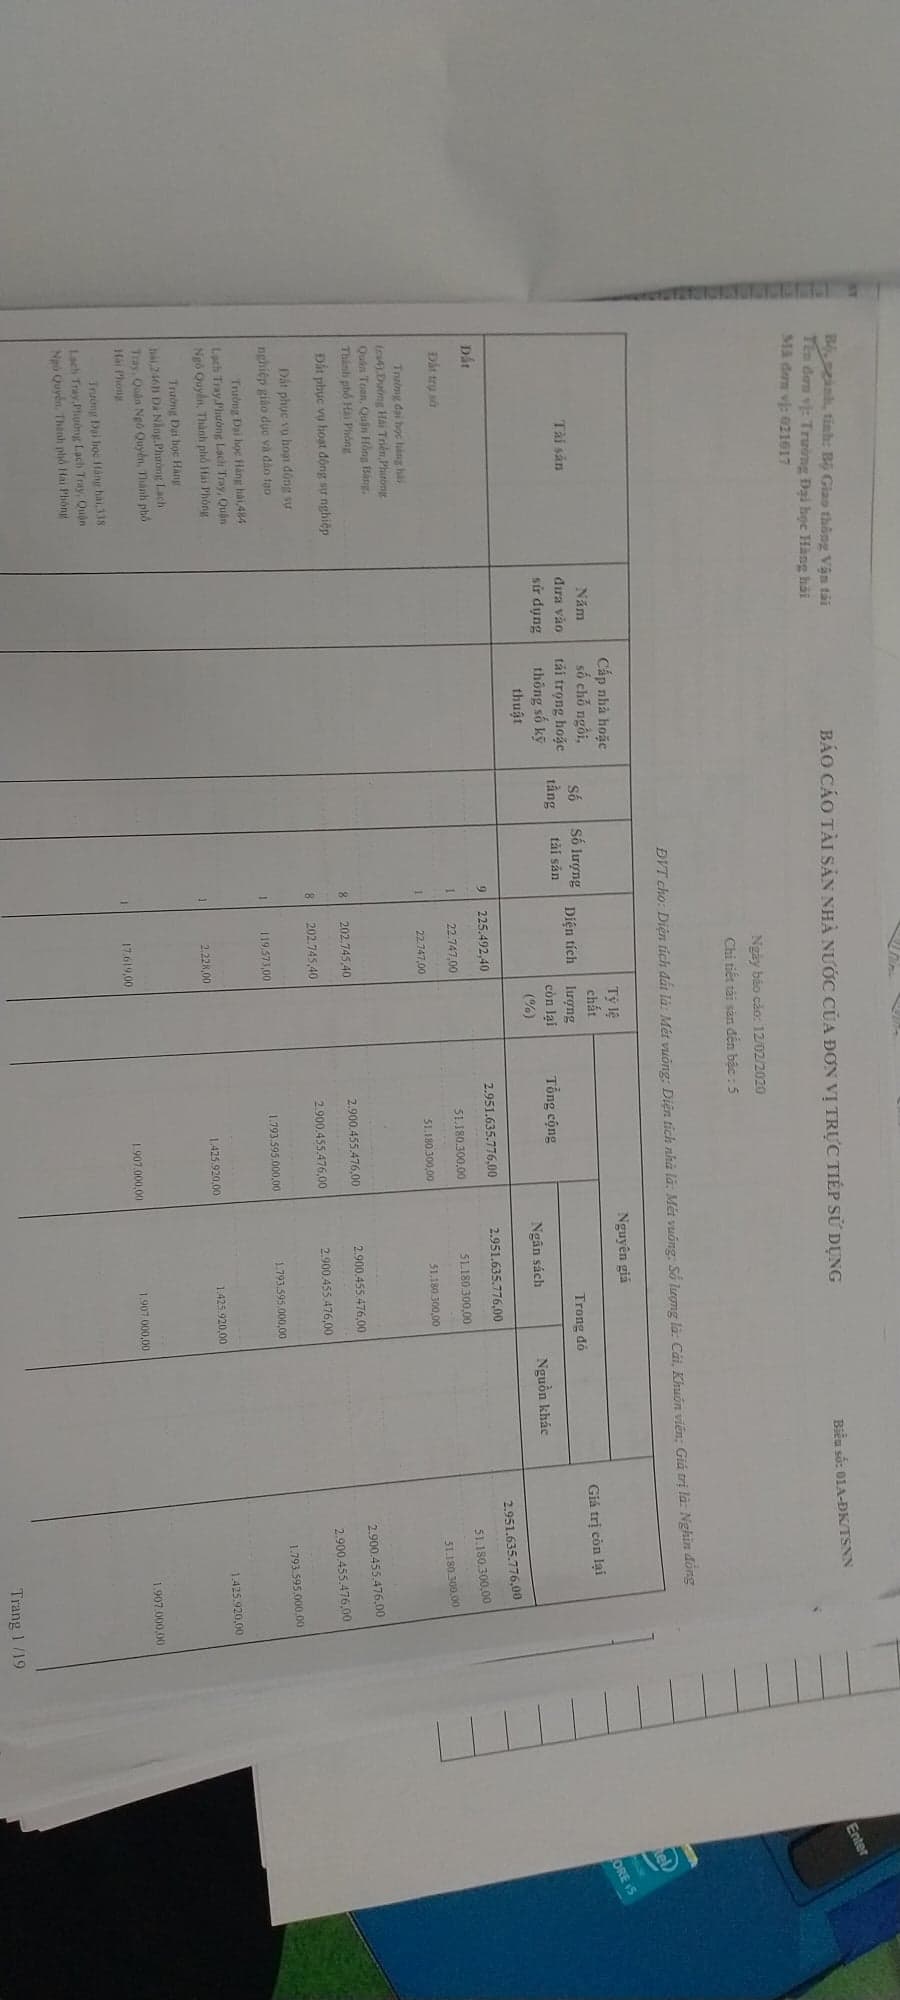 Bộ, ngành, tỉnh: Bộ Giao thông Vận tải
Tên đơn vị: Trường Đại học Hàng hải
Mã đơn vị: 021017
Biểu số: 01A-ĐK/TSNN
BÁO CÁO TÀI SẢN NHÀ NƯỚC CỦA ĐƠN VỊ TRỰC TIẾP SỬ DỤNG
Ngày báo cáo: 12/02/2020
Chi tiết tài sản đến bậc : 5
ĐVT cho: Diện tích đất là: Mét vuông; Diện tích nhà là: Mét vuông; Số lượng là: Cái, Khuôn viên; Giá trị là: Nghìn đồng
Tài sản
Năm
đưa vào
sử dụng
Cấp nhà hoặc
số chỗ ngồi,
tải trọng hoặc
thông số kỹ
thuật
Số
tầng
Số lượng
tài sản
Diện tích
Tỷ lệ
chất
lượng
còn lại
(%)
Nguyên giá
Tổng cộng
Trong đó
Ngân sách
Nguồn khác
Giá trị còn lại
9 225.492,40 2.951.635.776,00 2.951.635.776,00 2.951.635.776,00
Đất
1 22.747,00 51.180.300,00 51.180.300,00 51.180.300,00
Đất trụ sở
1 22.747,00 51.180.300,00 51.180.300,00 51.180.300,00
Trường đại học hàng hải
(cs4),Đường Hải Triều,Phường
Quán Toan, Quận Hồng Bàng,
Thành phố Hải Phòng
8 202.745,40 2.900.455.476,00 2.900.455.476,00 2.900.455.476,00
Đất phục vụ hoạt động sự nghiệp
8 202.745,40 2.900.455.476,00 2.900.455.476,00 2.900.455.476,00
Đất phục vụ hoạt động sự
nghiệp giáo dục và đào tạo
1 119.573,00 1.793.595.000,00 1.793.595.000,00 1.793.595.000,00
Trường Đại học Hàng hải,484
Lạch Tray,Phường Lạch Tray, Quận
Ngô Quyền, Thành phố Hải Phòng
1 2.228,00 1.425.920,00 1.425.920,00 1.425.920,00
Trường Đại học Hàng
hải,246B Đà Nẵng,Phường Lạch
Tray, Quận Ngô Quyền, Thành phố
Hải Phòng
1 17.619,00 1.907.000,00 1.907.000,00 1.907.000,00
Trường Đại học Hàng hải,338
Lạch Tray,Phường Lạch Tray, Quận
Ngô Quyền, Thành phố Hải Phòng
Trang 1 /19
Enter
CORE i5